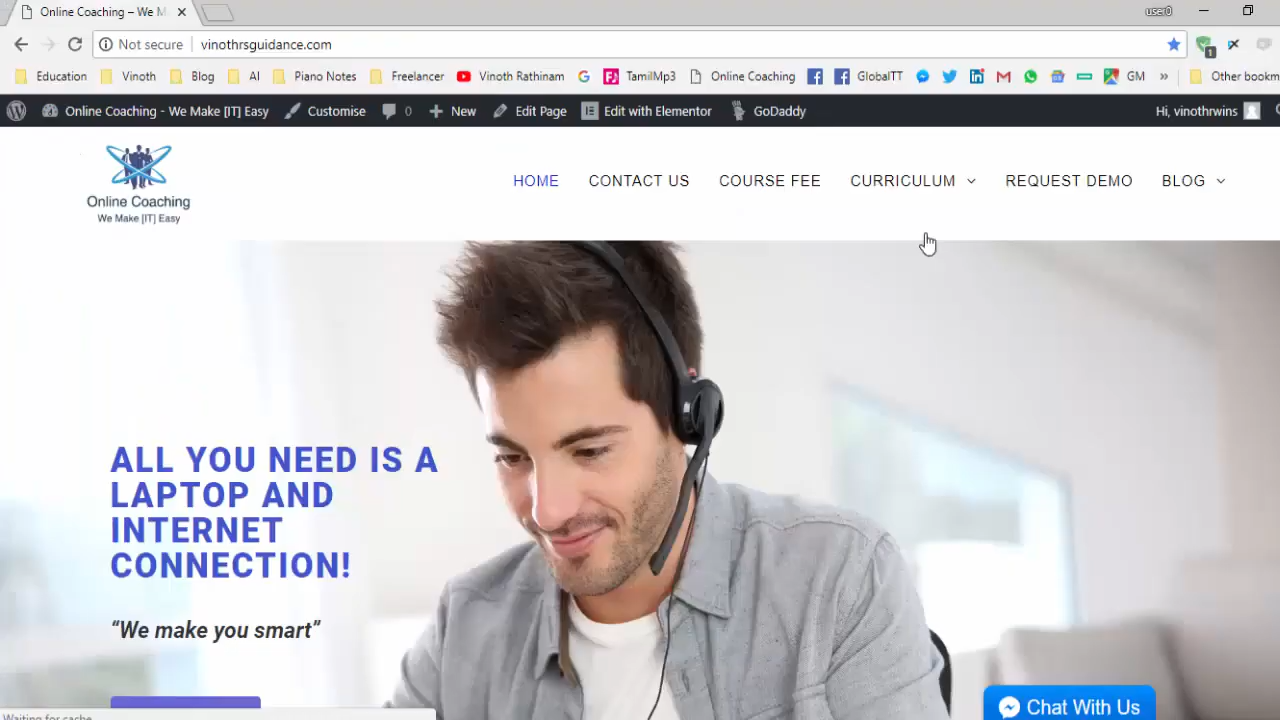 Online Coaching – We M
user0
Not secure
vinothrsguidance.com
1
Education
Vinoth
Blog
AI
Piano Notes
Freelancer
Vinoth Rathinam
TamilMp3
Online Coaching
GlobalTT
GM
»
Other bookm
Online Coaching - We Make [IT] Easy
Customise
0
New
Edit Page
Edit with Elementor
GoDaddy
Hi, vinothrwins
Online Coaching
We Make [IT] Easy
HOME
CONTACT US
COURSE FEE
CURRICULUM
REQUEST DEMO
BLOG
ALL YOU NEED IS A
LAPTOP AND
INTERNET
CONNECTION!
“We make you smart”
Chat With Us
Waiting for cache